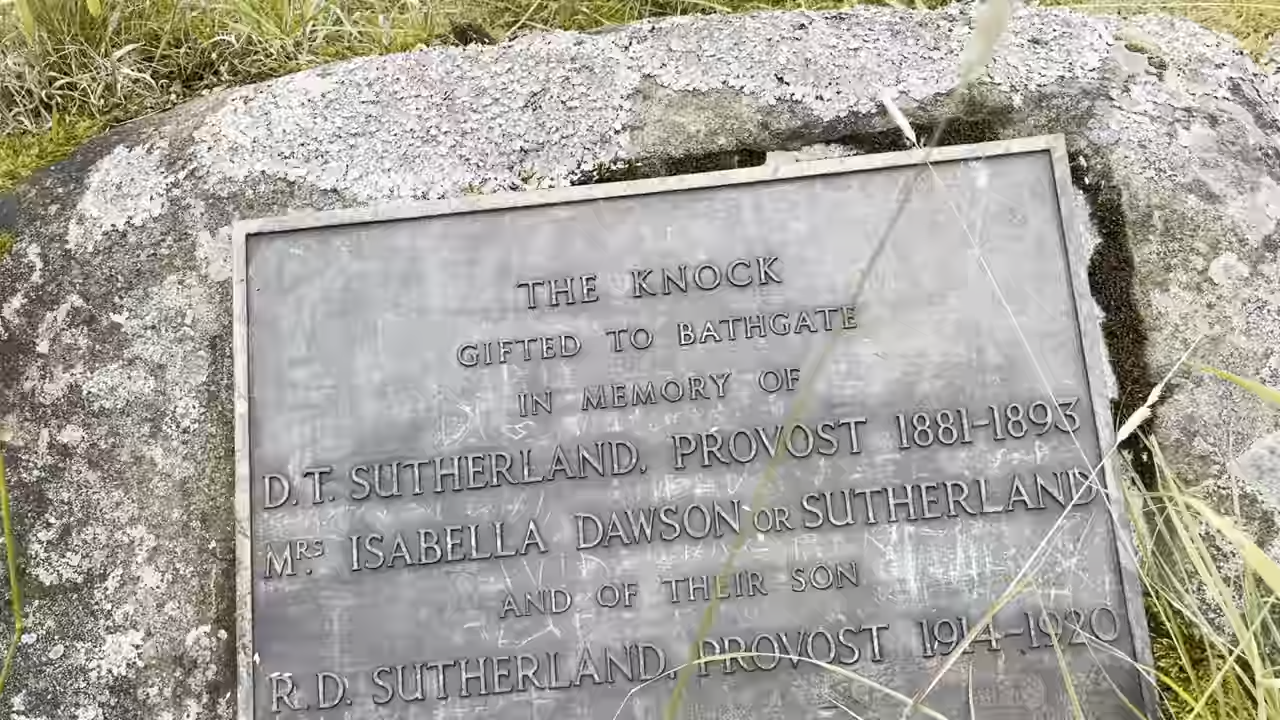 THE KNOCK
GIFTED TO BATHGATE
IN MEMORY OF
D.T. SUTHERLAND, PROVOST 1881-1893
MRS. ISABELLA DAWSON OR SUTHERLAND
AND OF THEIR SON
R.D. SUTHERLAND, PROVOST 1914-1920